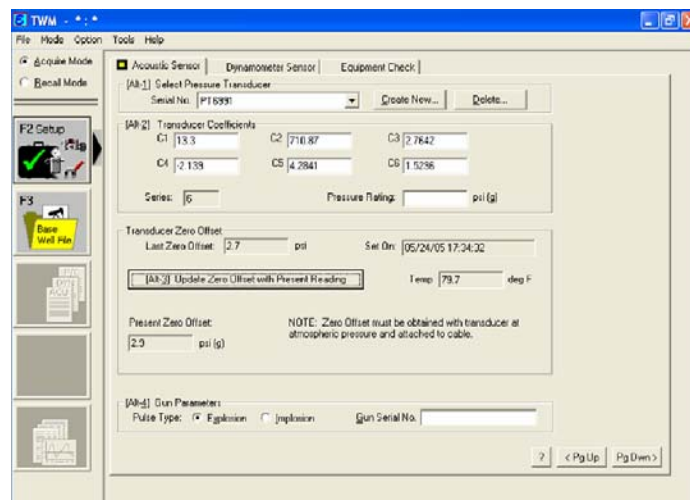 TWM - * : *
File Mode Option Tools Help
Acquire Mode
Recall Mode
F2 Setup
F3
Base
Well File
Acoustic Sensor Dynamometer Sensor Equipment Check
[Alt-1] Select Pressure Transducer
Serial No. PT6991 Create New... Delete...
[Alt-2] Transducer Coefficients
C1 13.3 C2 710.87 C3 2.7642
C4 -2.139 C5 4.2841 C6 1.5236
Series: 6 Pressure Rating: psi (g)
Transducer Zero Offset
Last Zero Offset: 2.7 psi Set On: 05/24/05 17:34:32
[Alt-3] Update Zero Offset with Present Reading Temp 79.7 deg F
Present Zero Offset:
2.9 psi (g)
NOTE: Zero Offset must be obtained with transducer at
atmospheric pressure and attached to cable.
[Alt-4] Gun Parameters
Pulse Type: Explosion Implosion Gun Serial No.
? < Pg Up Pg Dwn >